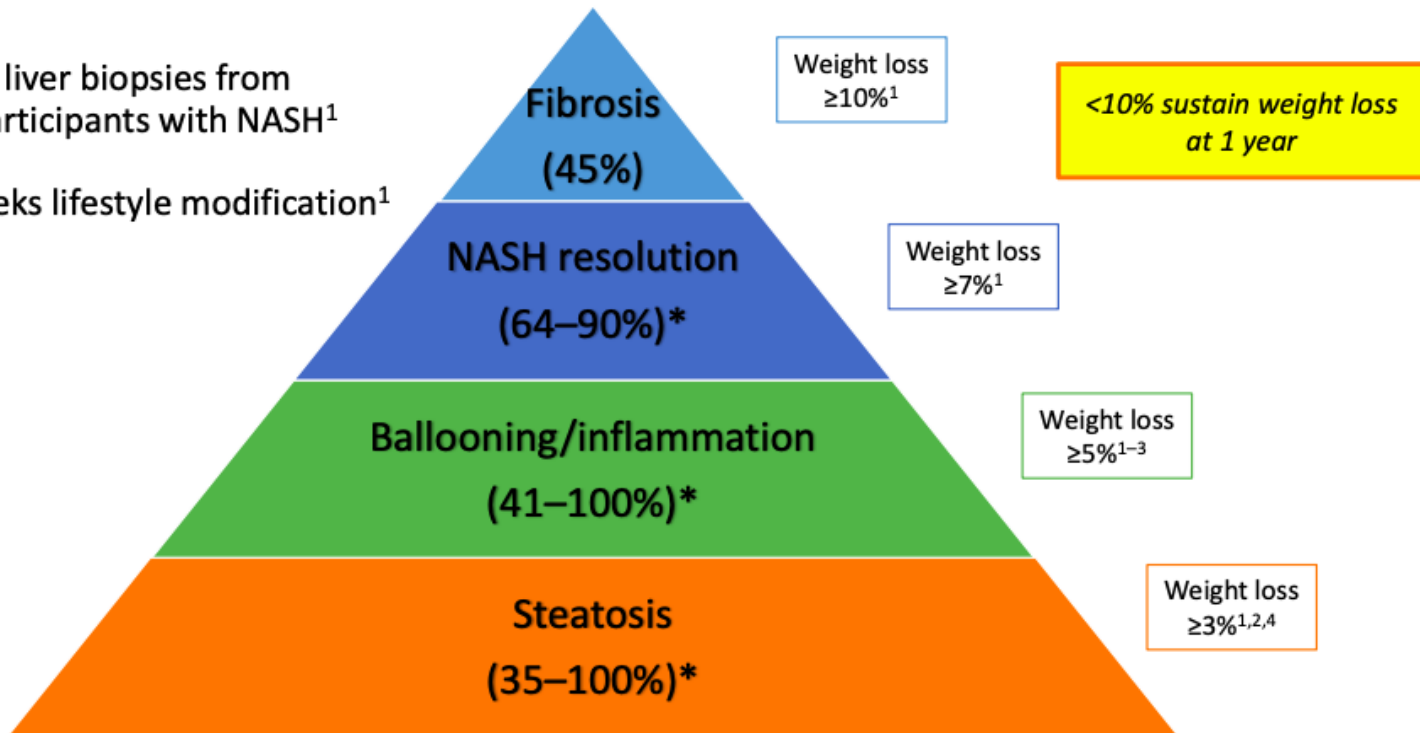 liver biopsies from
participants with NASH¹
lifestyle modification¹
Fibrosis
(45%)
Weight loss
≥10%¹
<10% sustain weight loss
at 1 year
NASH resolution
(64–90%)*
Weight loss
≥7%¹
Ballooning/inflammation
(41–100%)*
Weight loss
≥5%¹⁻³
Steatosis
(35–100%)*
Weight loss
≥3%¹,²,⁴